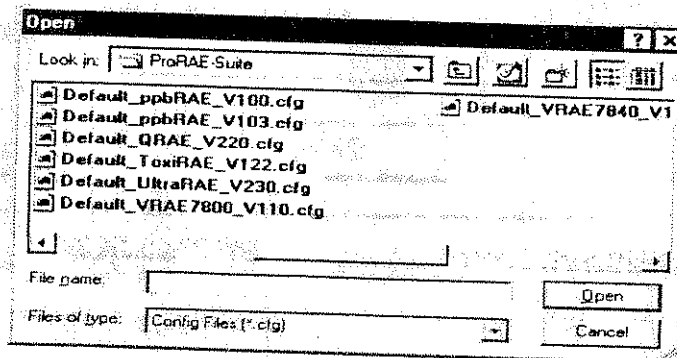 Open
Look in: ProRAE-Suite
Default_ppbRAE_V100.cfg
Default_ppbRAE_V103.cfg
Default_QRAE_V220.cfg
Default_ToxiRAE_V122.cfg
Default_UltraRAE_V230.cfg
Default_VRAE7800_V110.cfg
Default_VRAE7840_V1
File name:
Open
Files of type: Config Files (*.cfg)
Cancel